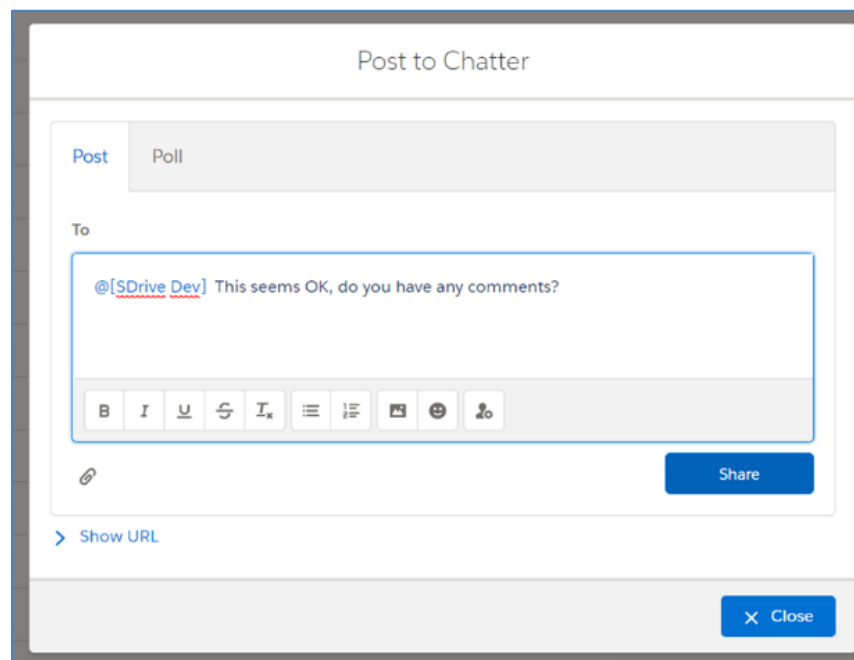 Post to Chatter
Post Poll
To
@[SDrive Dev] This seems OK, do you have any comments?
B I U S Tx
Share
Show URL
Close